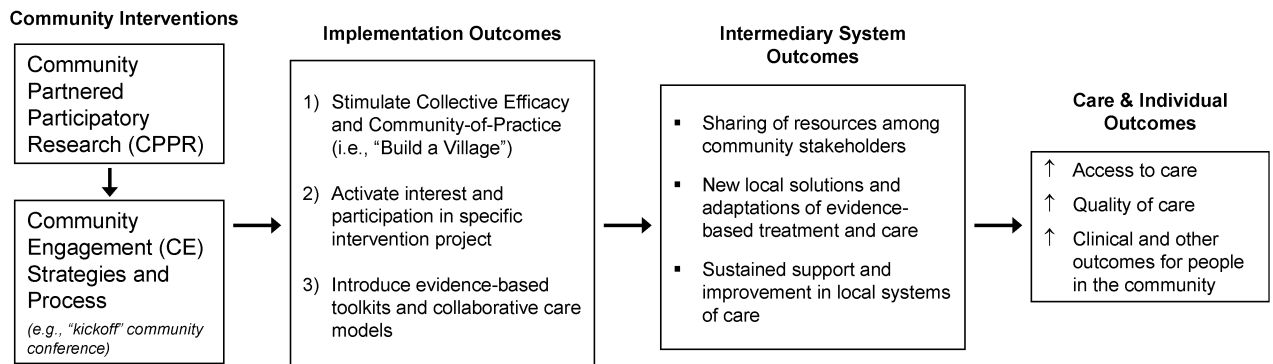 Community Interventions
Community
Partnered
Participatory
Research (CPPR)
Community
Engagement (CE)
Strategies and
Process
(e.g., “kickoff” community
conference)
Implementation Outcomes
1) Stimulate Collective Efficacy
and Community-of-Practice
(i.e., “Build a Village”)
2) Activate interest and
participation in specific
intervention project
3) Introduce evidence-based
toolkits and collaborative care
models
Intermediary System
Outcomes
▪ Sharing of resources among
community stakeholders
▪ New local solutions and
adaptations of evidence-
based treatment and care
▪ Sustained support and
improvement in local systems
of care
Care & Individual
Outcomes
↑ Access to care
↑ Quality of care
↑ Clinical and other
outcomes for people
in the community